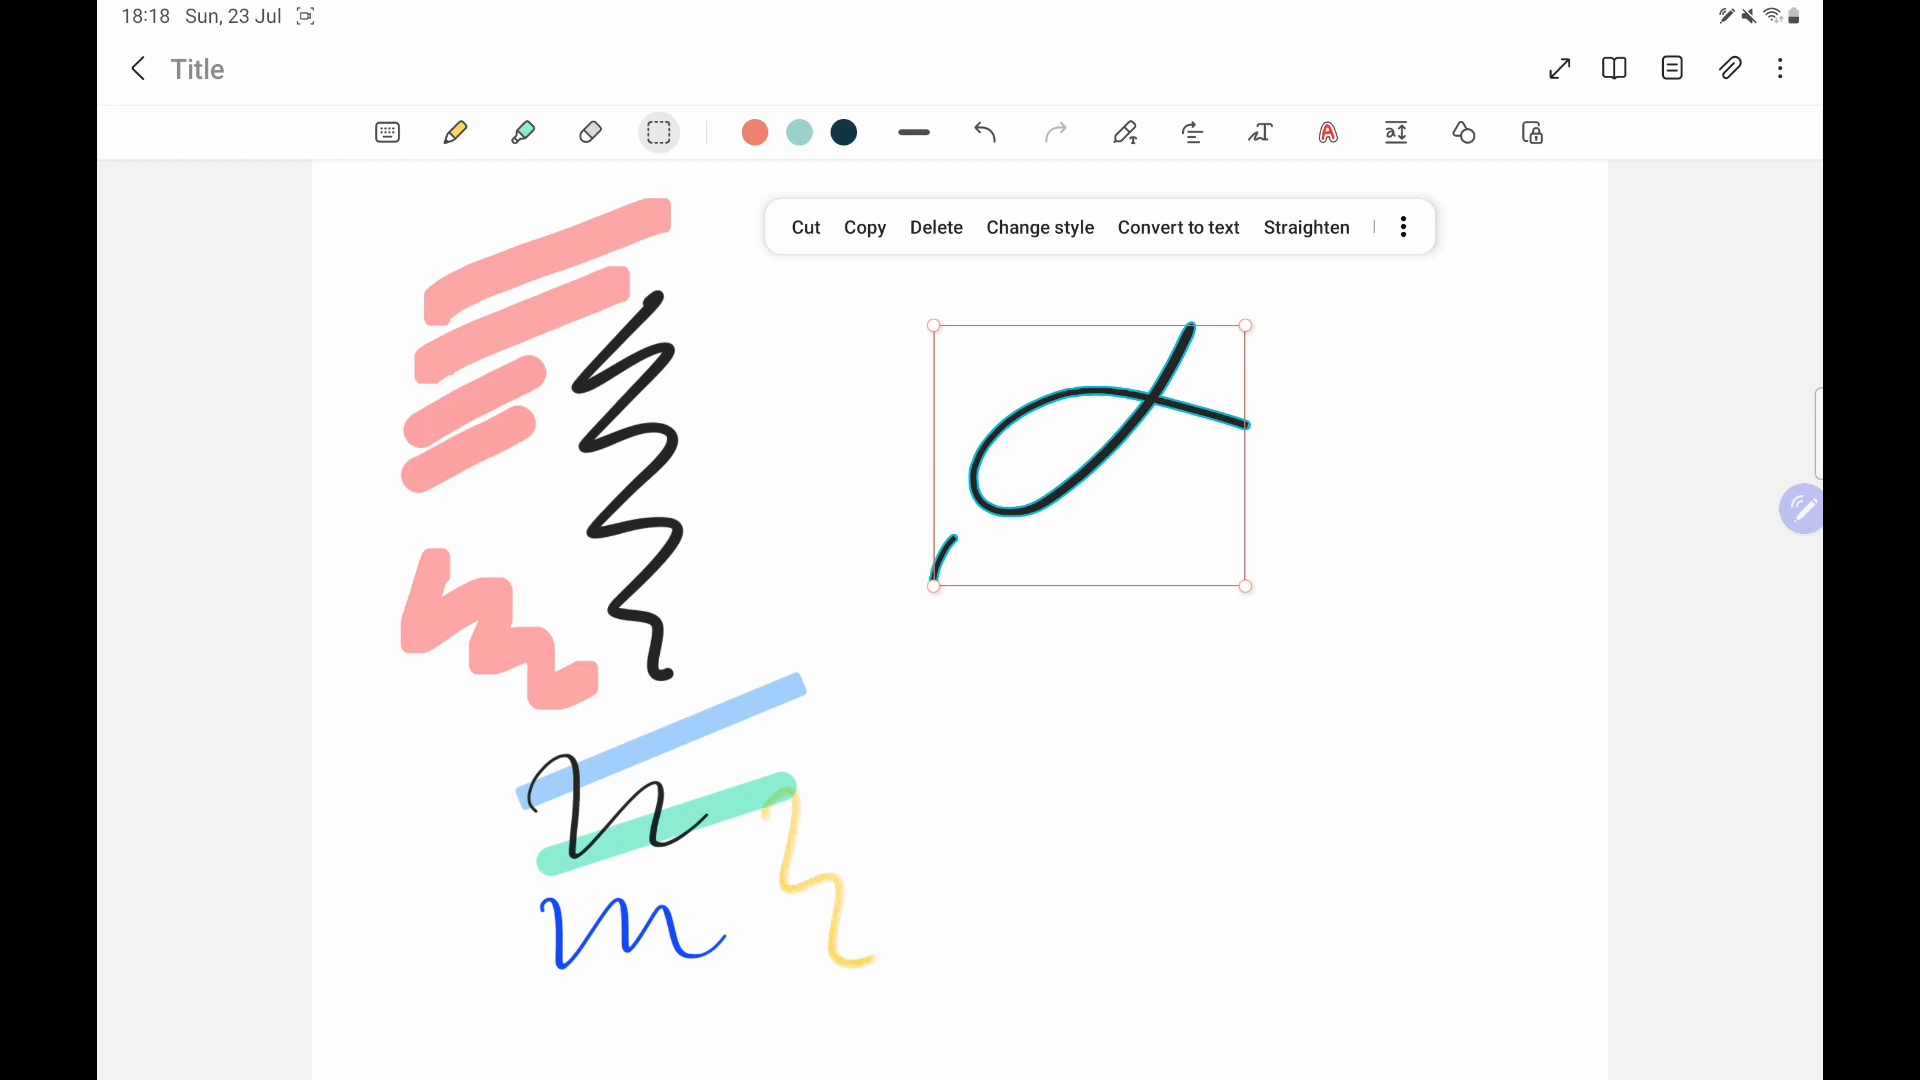 18:18 Sun, 23 Jul
Title
Cut Copy Delete Change style Convert to text Straighten